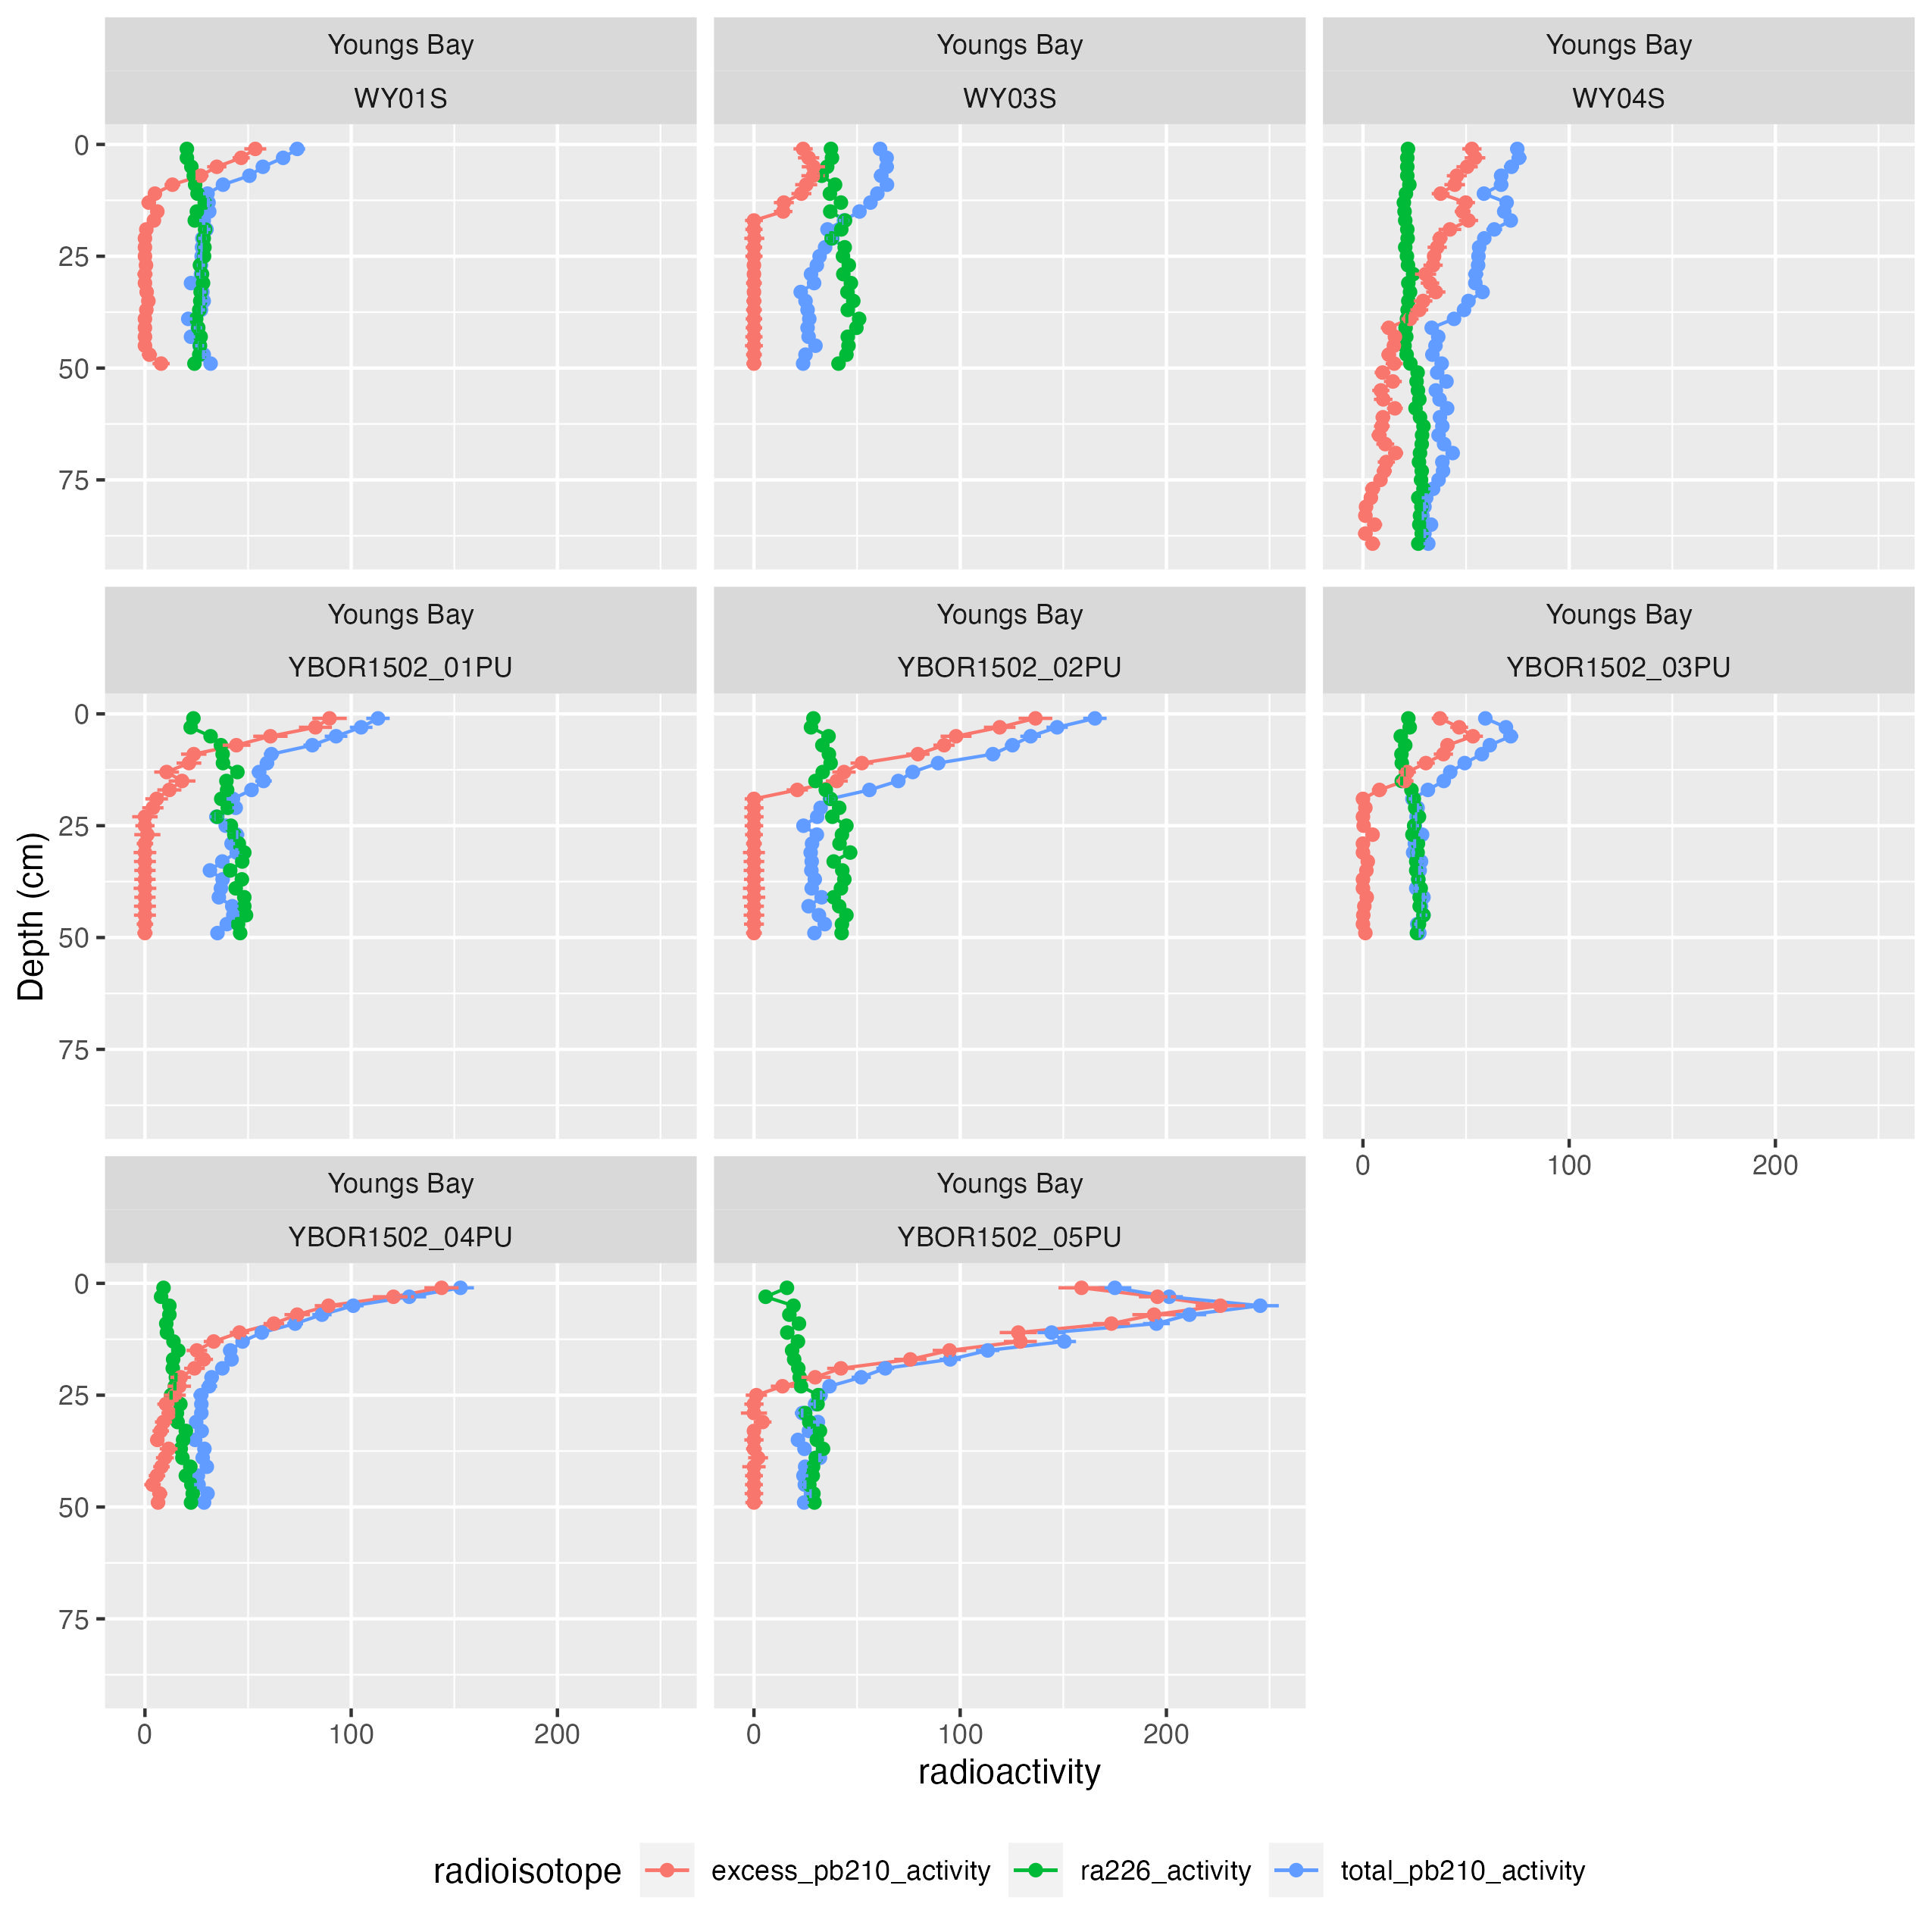 Youngs Bay
WY01S
Youngs Bay
WY03S
Youngs Bay
WY04S
0
25
50
75
Youngs Bay
YBOR1502_01PU
Youngs Bay
YBOR1502_02PU
Youngs Bay
YBOR1502_03PU
0
25
50
75
0 100 200
Depth (cm)
Youngs Bay
YBOR1502_04PU
Youngs Bay
YBOR1502_05PU
0
25
50
75
0 100 200
0 100 200
radioactivity
radioisotope excess_pb210_activity ra226_activity total_pb210_activity